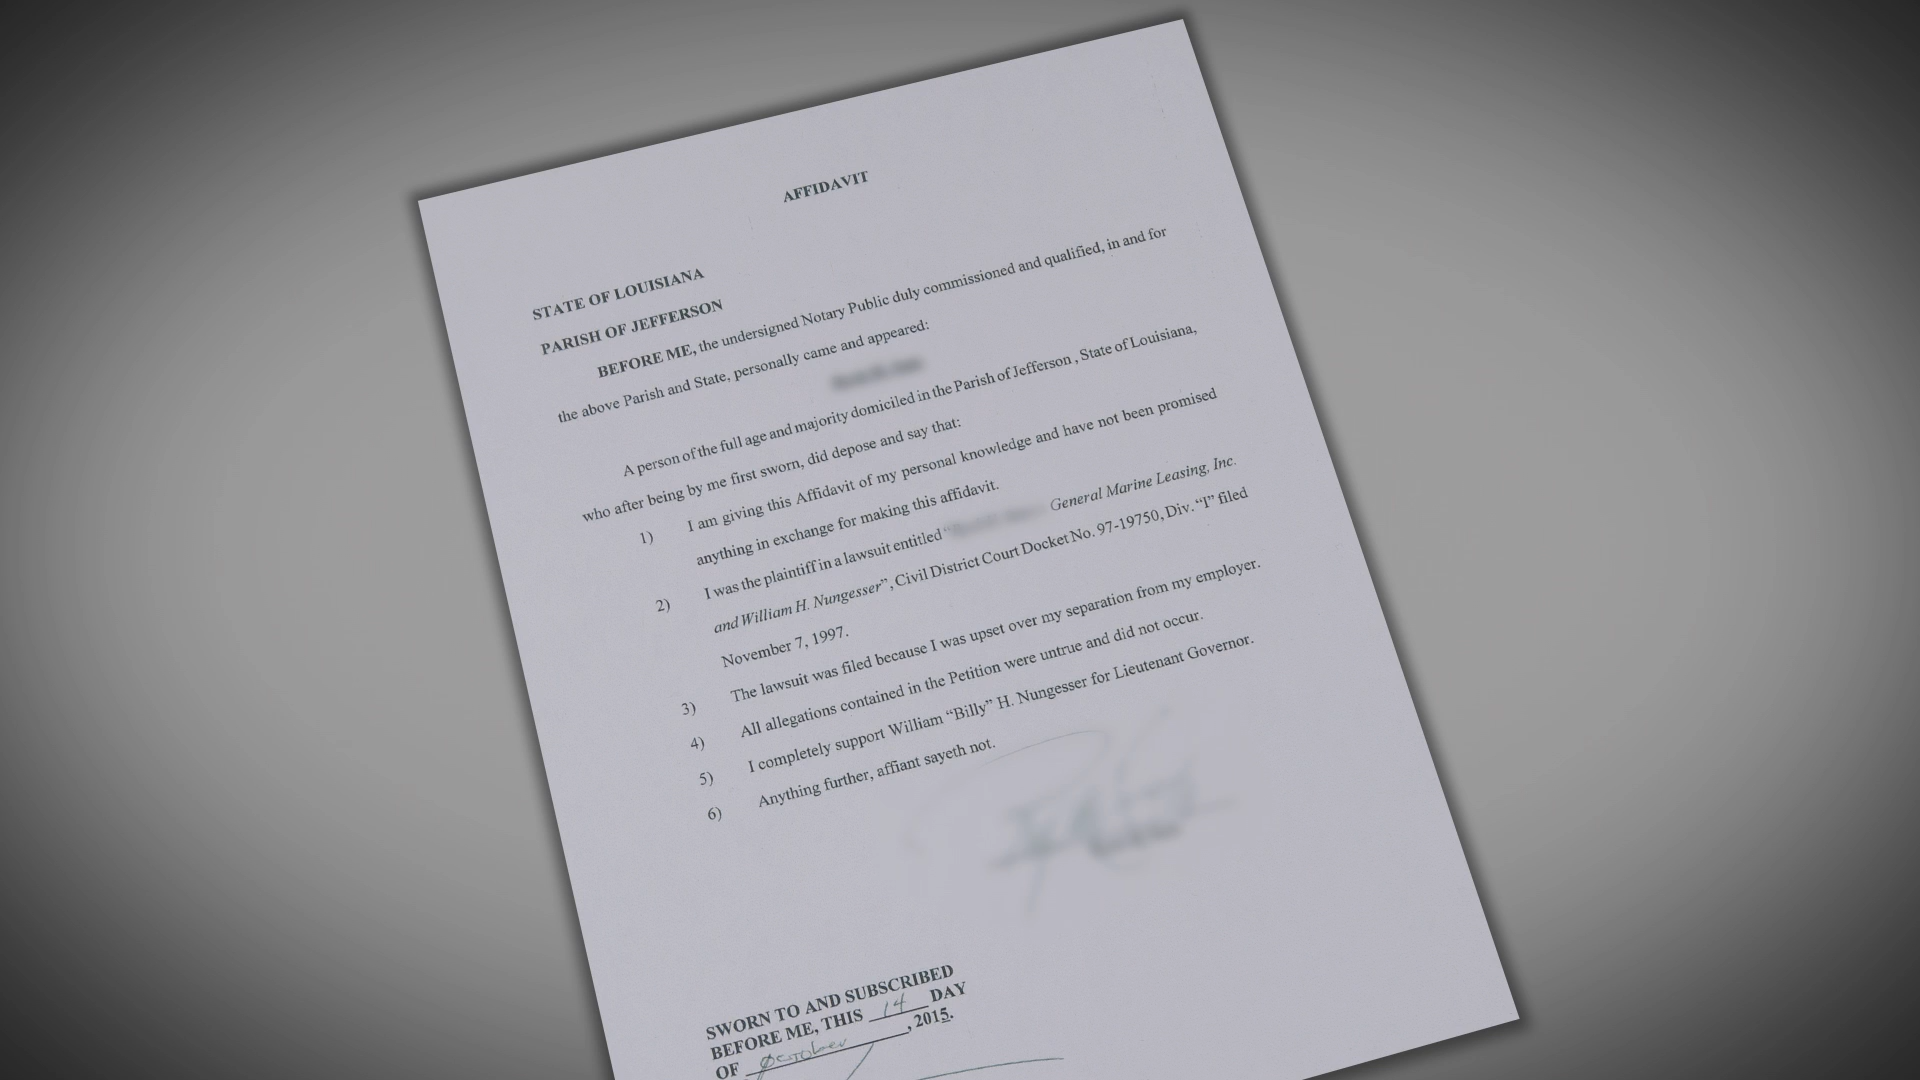 AFFIDAVIT
STATE OF LOUISIANA
PARISH OF JEFFERSON
BEFORE ME, the undersigned Notary Public duly commissioned and qualified, in and for
the above Parish and State, personally came and appeared:
A person of the full age and majority domiciled in the Parish of Jefferson , State of Louisiana,
who after being by me first sworn, did depose and say that:
1) I am giving this Affidavit of my personal knowledge and have not been promised
anything in exchange for making this affidavit.
2) I was the plaintiff in a lawsuit entitled “ General Marine Leasing, Inc.
and William H. Nungesser”, Civil District Court Docket No. 97-19750, Div. “I” filed
November 7, 1997.
3) The lawsuit was filed because I was upset over my separation from my employer.
4) All allegations contained in the Petition were untrue and did not occur.
5) I completely support William “Billy” H. Nungesser for Lieutenant Governor.
6) Anything further, affiant sayeth not.
SWORN TO AND SUBSCRIBED
BEFORE ME, THIS 14 DAY
OF October, 2015.